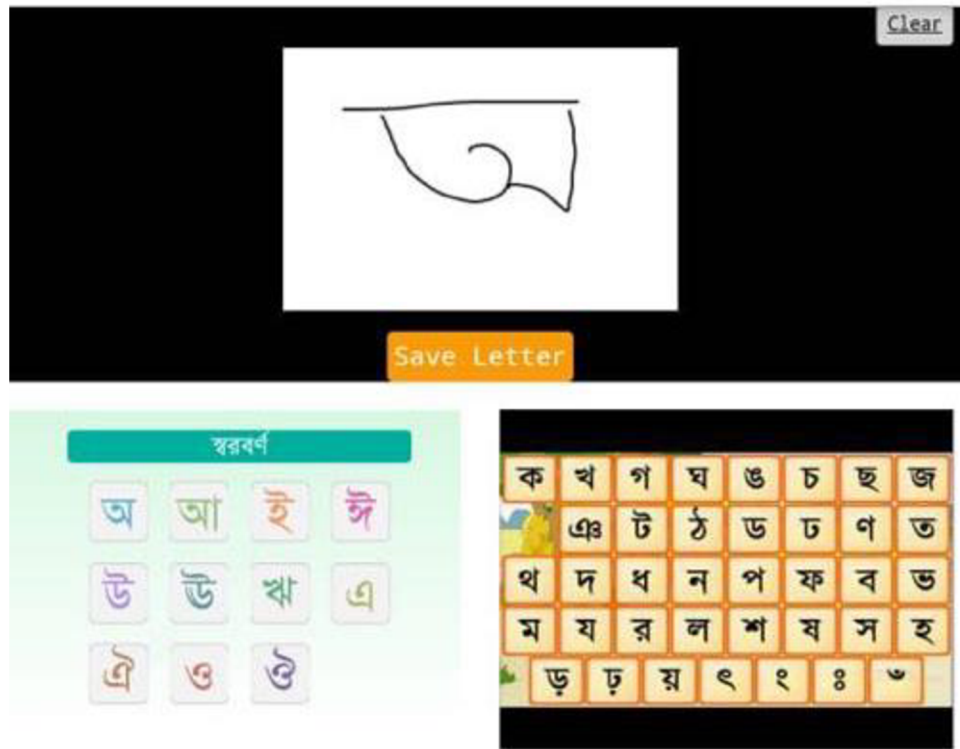 Clear
অ
Save Letter
স্বরবর্ণ
অ আ ই ঈ
উ ঊ ঋ এ
ঐ ও ঔ
ক খ গ ঘ ঙ চ ছ জ
ঞ ট ঠ ড ঢ ণ ত
থ দ ধ ন প ফ ব ভ
ম য র ল শ ষ স হ
ড় ঢ় য় ৎ ং ঃ ঁ